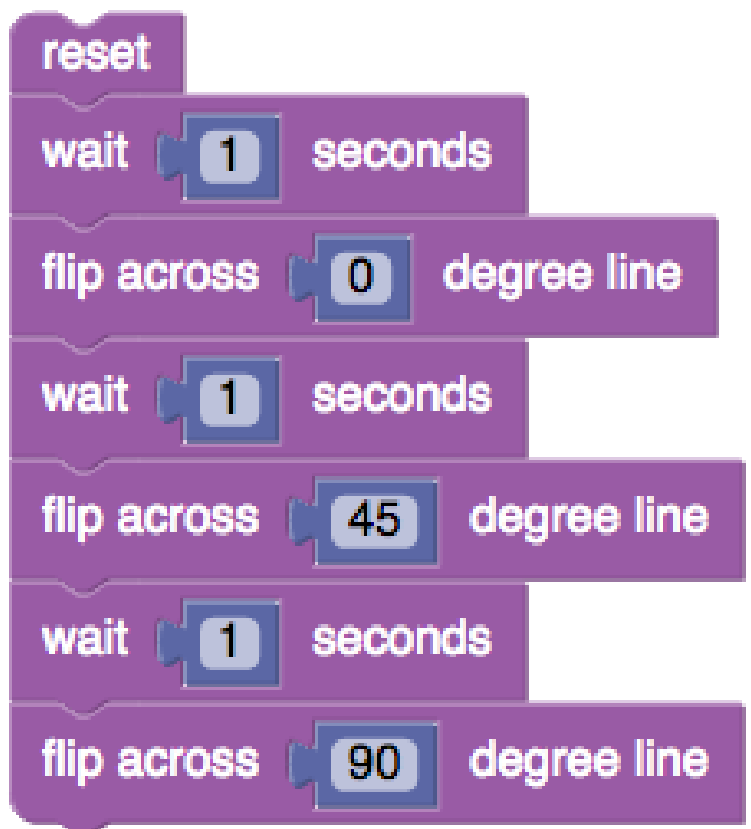 reset
wait 1 seconds
flip across 0 degree line
wait 1 seconds
flip across 45 degree line
wait 1 seconds
flip across 90 degree line